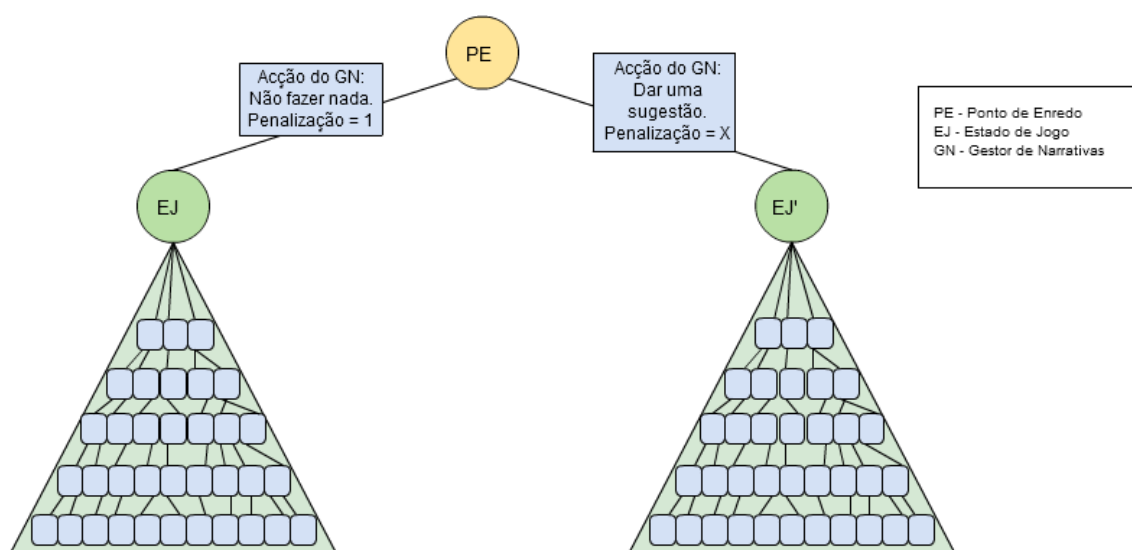 PE
Acção do GN:
Não fazer nada.
Penalização = 1
Acção do GN:
Dar uma
sugestão.
Penalização = X
PE - Ponto de Enredo
EJ - Estado de Jogo
GN - Gestor de Narrativas
EJ
EJ'